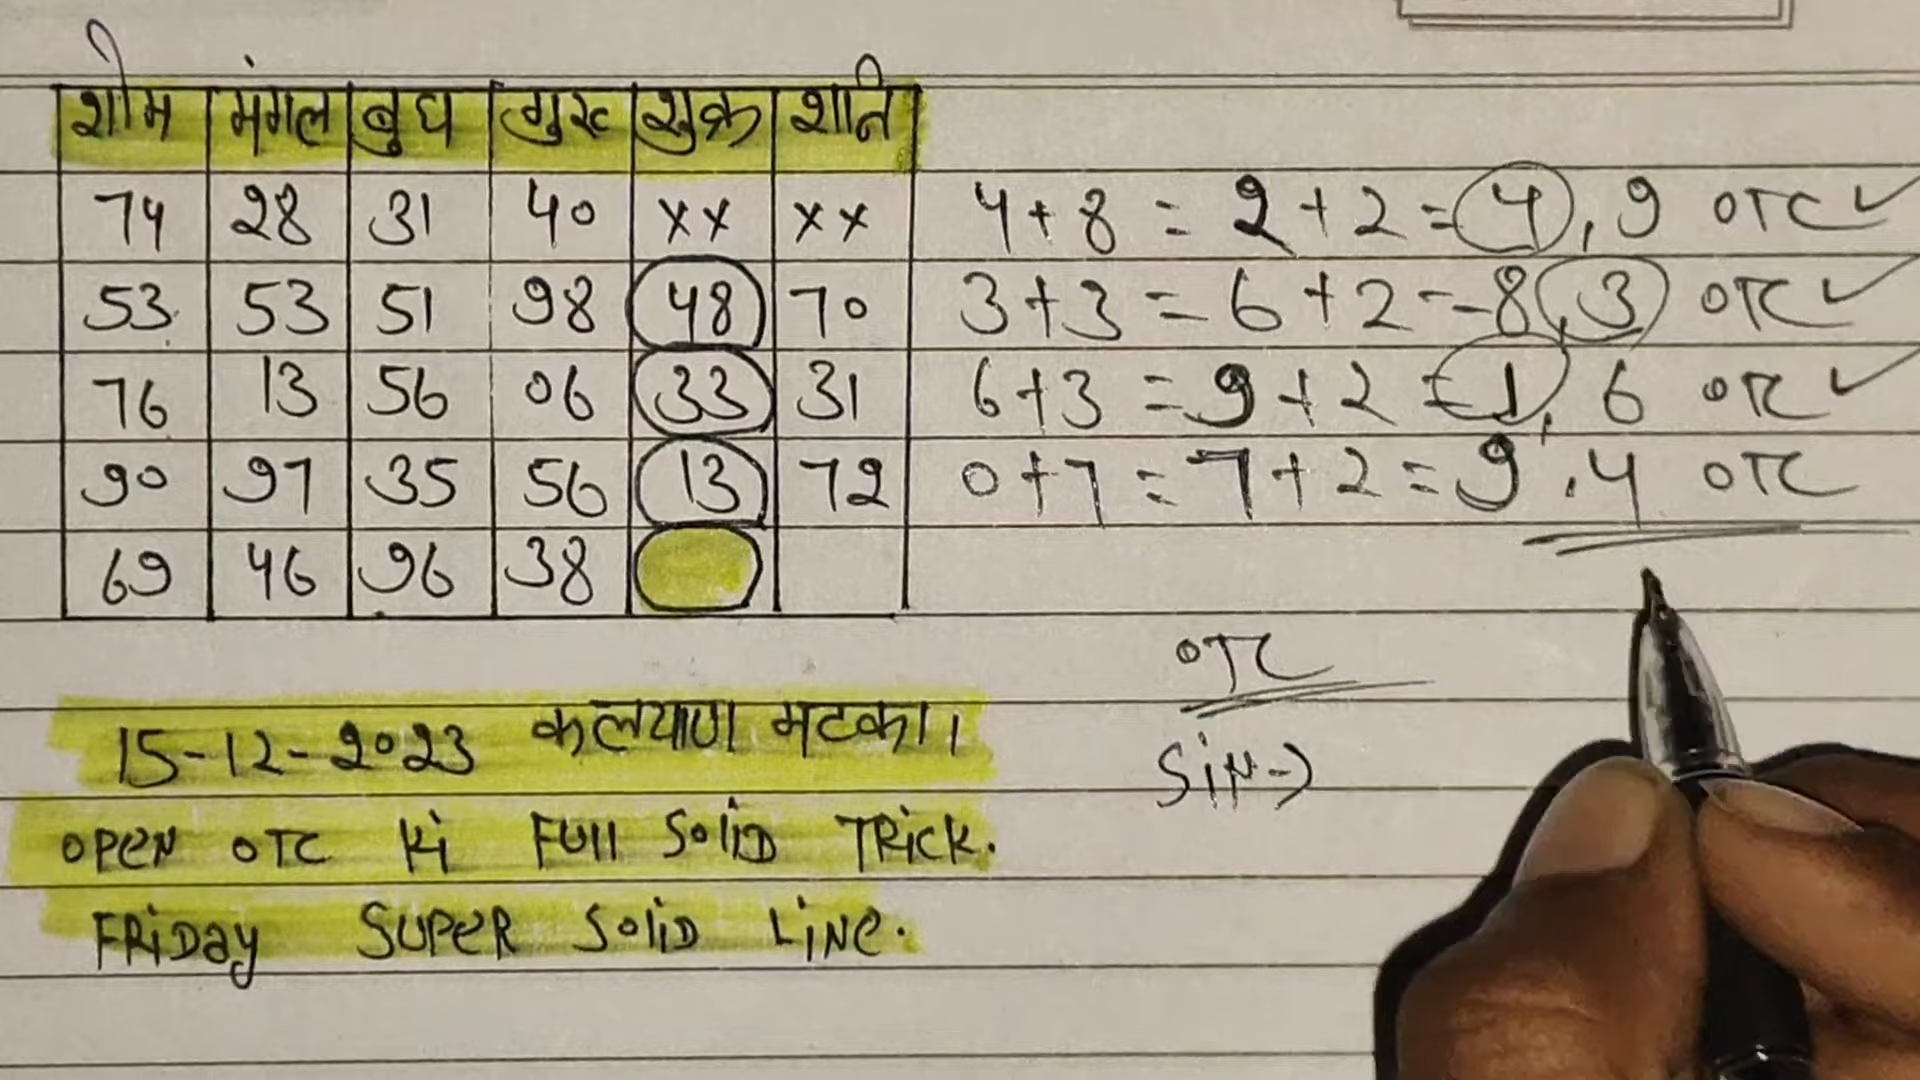 शोम मंगल बुध गुरू शुक्र शनि
74 28 31 40 ×× ×× 4+8 = 2+2 = 4, 9 OTC ✓
53 53 51 98 48 70 3+3 = 6+2 = 8, 3 OTC ✓
76 13 56 06 33 31 6+3 = 9+2 = 1, 6 OTC ✓
90 97 35 56 13 72 0+7 = 7+2 = 9, 4 OTC
69 46 96 38
OTC
15-12-2023 कल्याण मटका।
SiN→
OPEN OTC Ki FUll SoliD TRicK.
FRiDay SUPER SoliD LiNe.